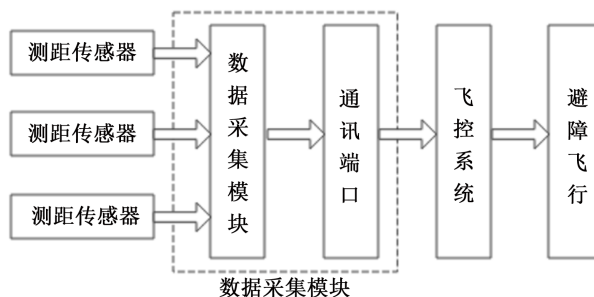 测距传感器
测距传感器
测距传感器
数据采集模块
通讯端口
飞控系统
避障飞行
数据采集模块